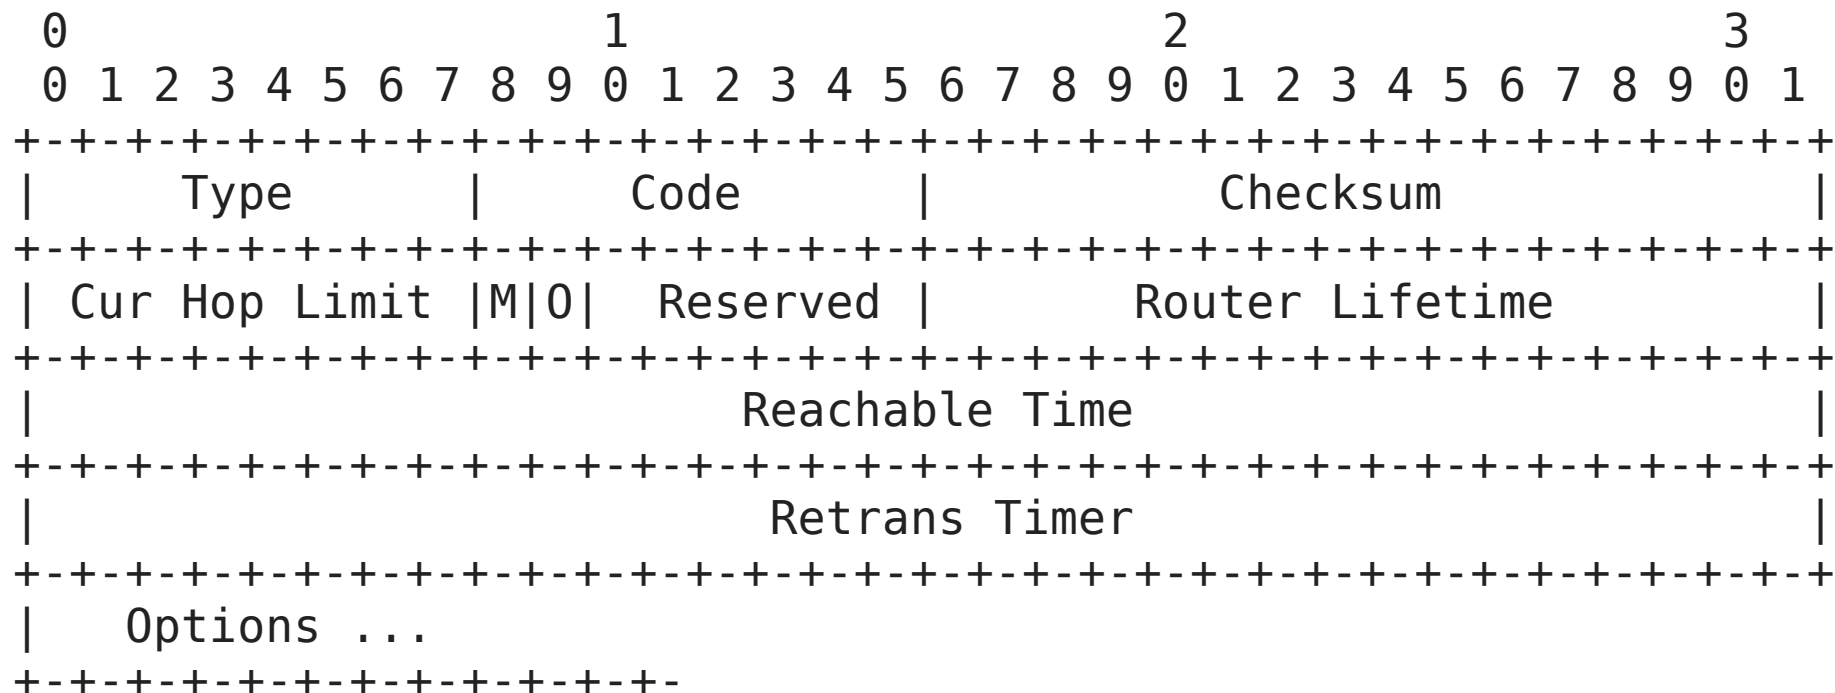 0                   1                   2                   3
 0 1 2 3 4 5 6 7 8 9 0 1 2 3 4 5 6 7 8 9 0 1 2 3 4 5 6 7 8 9 0 1
+-+-+-+-+-+-+-+-+-+-+-+-+-+-+-+-+-+-+-+-+-+-+-+-+-+-+-+-+-+-+-+-+
|     Type      |     Code      |          Checksum             |
+-+-+-+-+-+-+-+-+-+-+-+-+-+-+-+-+-+-+-+-+-+-+-+-+-+-+-+-+-+-+-+-+
| Cur Hop Limit |M|O|  Reserved |       Router Lifetime         |
+-+-+-+-+-+-+-+-+-+-+-+-+-+-+-+-+-+-+-+-+-+-+-+-+-+-+-+-+-+-+-+-+
|                         Reachable Time                        |
+-+-+-+-+-+-+-+-+-+-+-+-+-+-+-+-+-+-+-+-+-+-+-+-+-+-+-+-+-+-+-+-+
|                          Retrans Timer                        |
+-+-+-+-+-+-+-+-+-+-+-+-+-+-+-+-+-+-+-+-+-+-+-+-+-+-+-+-+-+-+-+-+
|   Options ...
+-+-+-+-+-+-+-+-+-+-+-+-